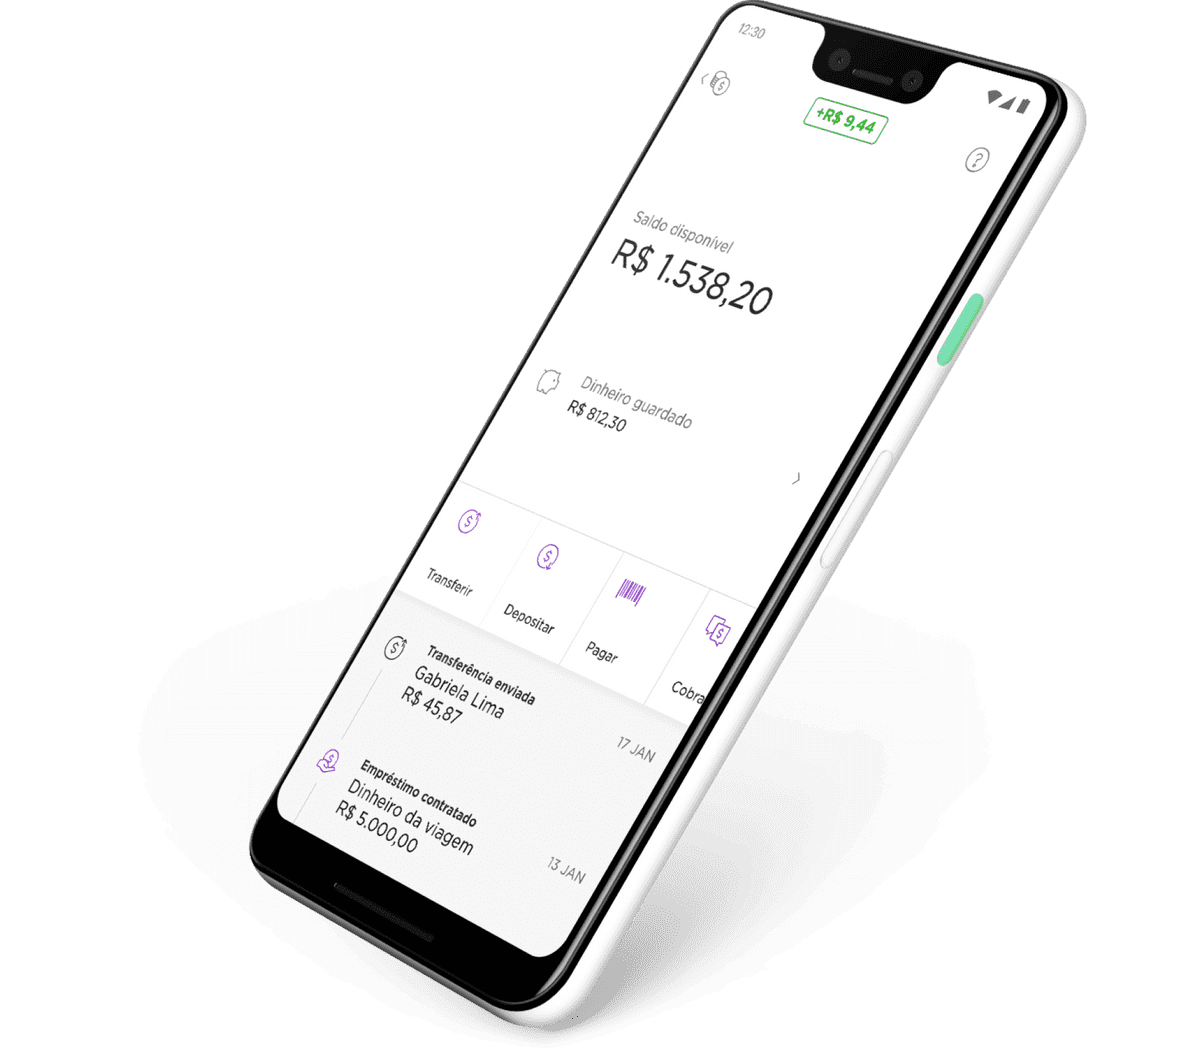 12:30
+R$ 9,44
Saldo disponível
R$ 1.538,20
Dinheiro guardado
R$ 812,30
Transferir
Depositar
Pagar
Cobra
Transferência enviada
Gabriela Lima
R$ 45,87
17 JAN
Empréstimo contratado
Dinheiro da viagem
R$ 5.000,00
13 JAN